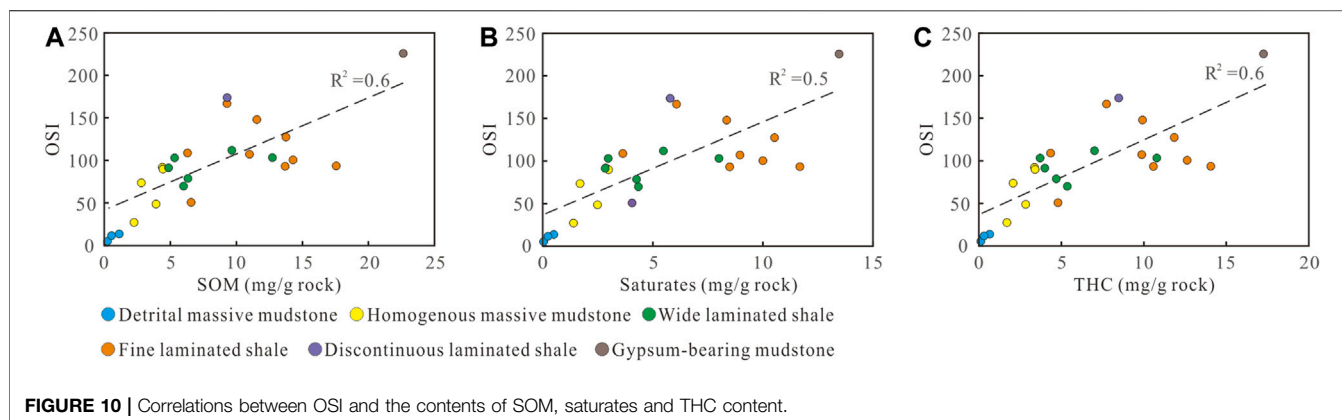 A
250
200
150
100
50
0
OSI
R² =0.6
0 5 10 15 20 25
SOM (mg/g rock)
B
250
200
150
100
50
0
OSI
R² =0.5
0 5 10 15
Saturates (mg/g rock)
C
250
200
150
100
50
0
OSI
R² =0.6
0 5 10 15 20
THC (mg/g rock)
Detrital massive mudstone Homogenous massive mudstone Wide laminated shale
Fine laminated shale Discontinuous laminated shale Gypsum-bearing mudstone
FIGURE 10 | Correlations between OSI and the contents of SOM, saturates and THC content.